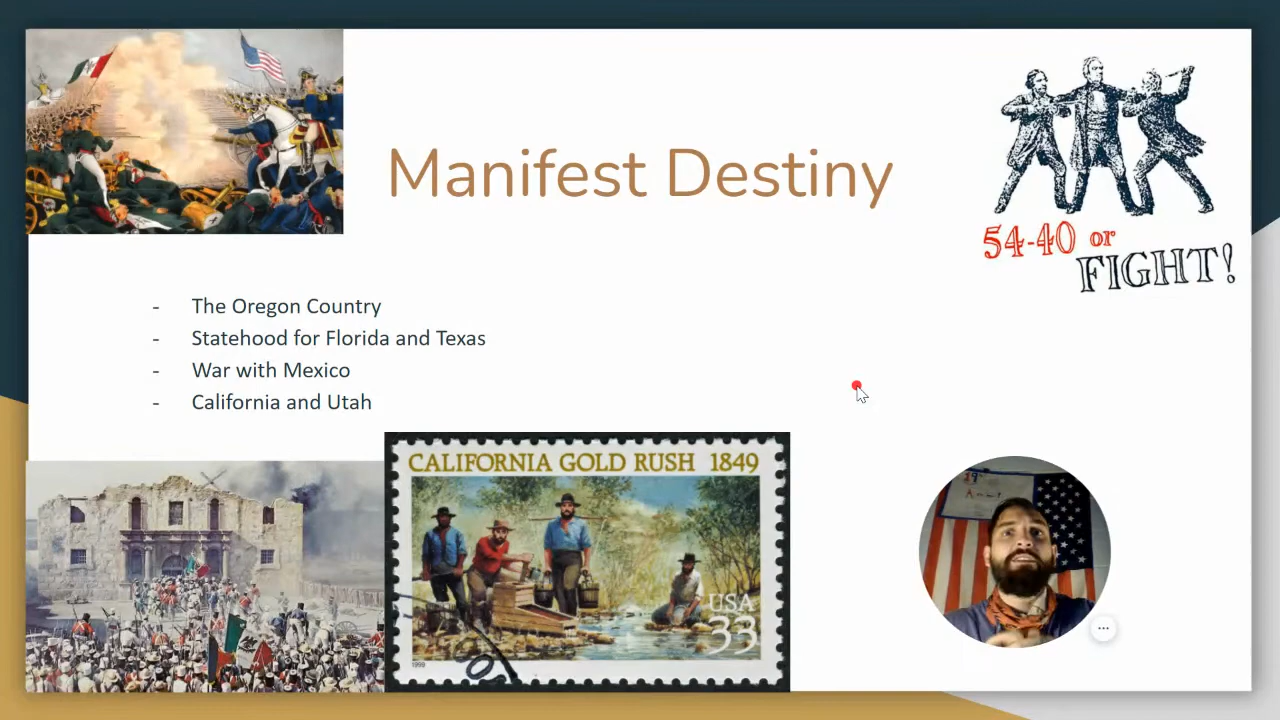 Manifest Destiny
54-40 or
FIGHT!
- The Oregon Country
- Statehood for Florida and Texas
- War with Mexico
- California and Utah
CALIFORNIA GOLD RUSH 1849
USA
33
1999